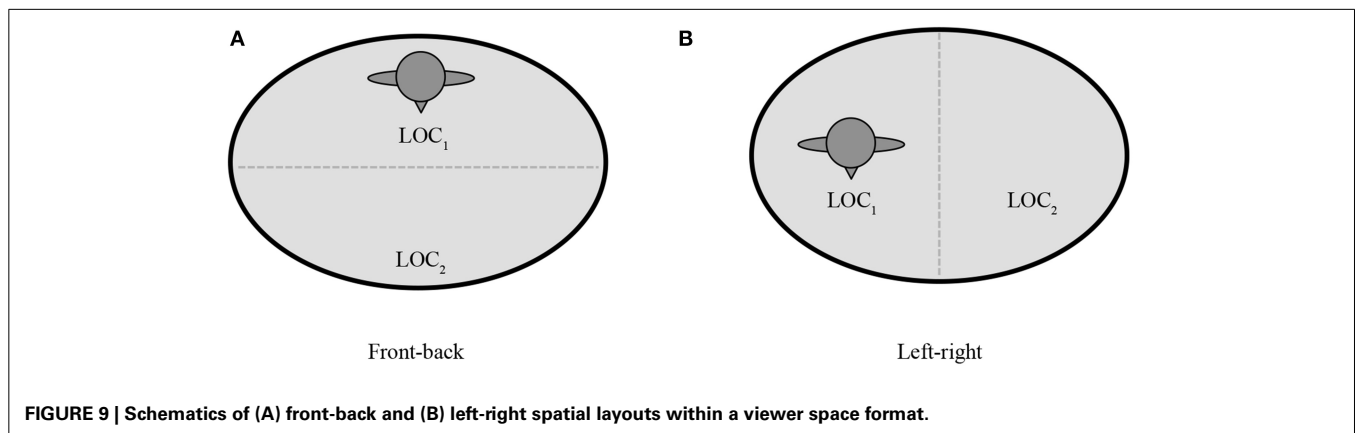 A
B
LOC₁
LOC₂
LOC₁
LOC₂
Front-back
Left-right
FIGURE 9 | Schematics of (A) front-back and (B) left-right spatial layouts within a viewer space format.